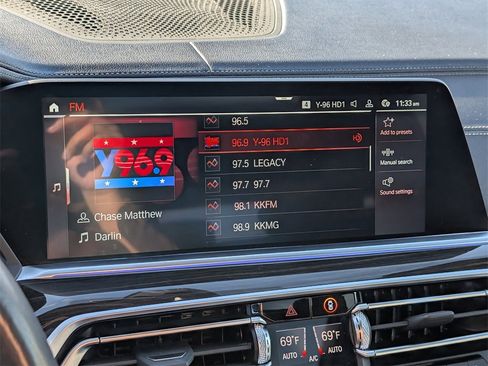 FM
4 Y-96 HD1 11:33 am
96.5
96.9 Y-96 HD1
97.5 LEGACY
97.7 97.7
98.1 KKFM
98.9 KKMG
Y96.9
Chase Matthew
Darlin
Add to presets
Manual search
Sound settings
69°F 69°F
AUTO A/C AUTO